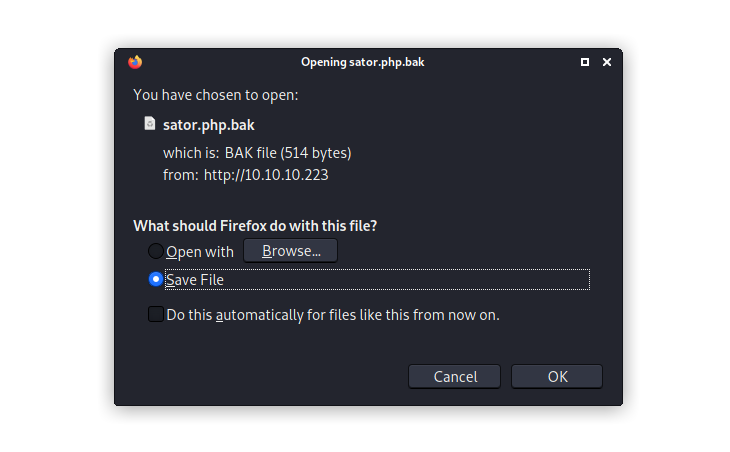 Opening sator.php.bak
You have chosen to open:
sator.php.bak
which is: BAK file (514 bytes)
from: http://10.10.10.223
What should Firefox do with this file?
Open with Browse...
Save File
Do this automatically for files like this from now on.
Cancel OK